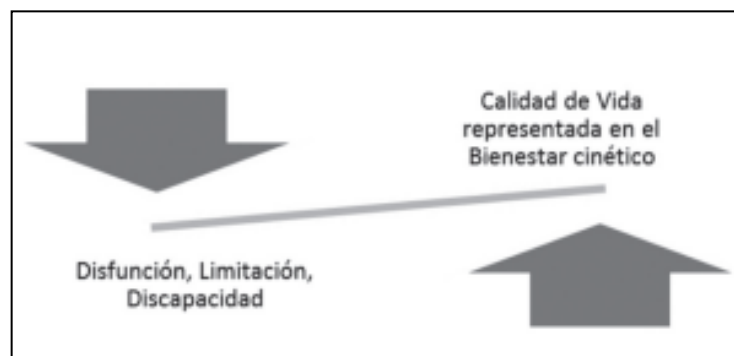 Calidad de Vida
representada en el
Bienestar cinético
Disfunción, Limitación,
Discapacidad